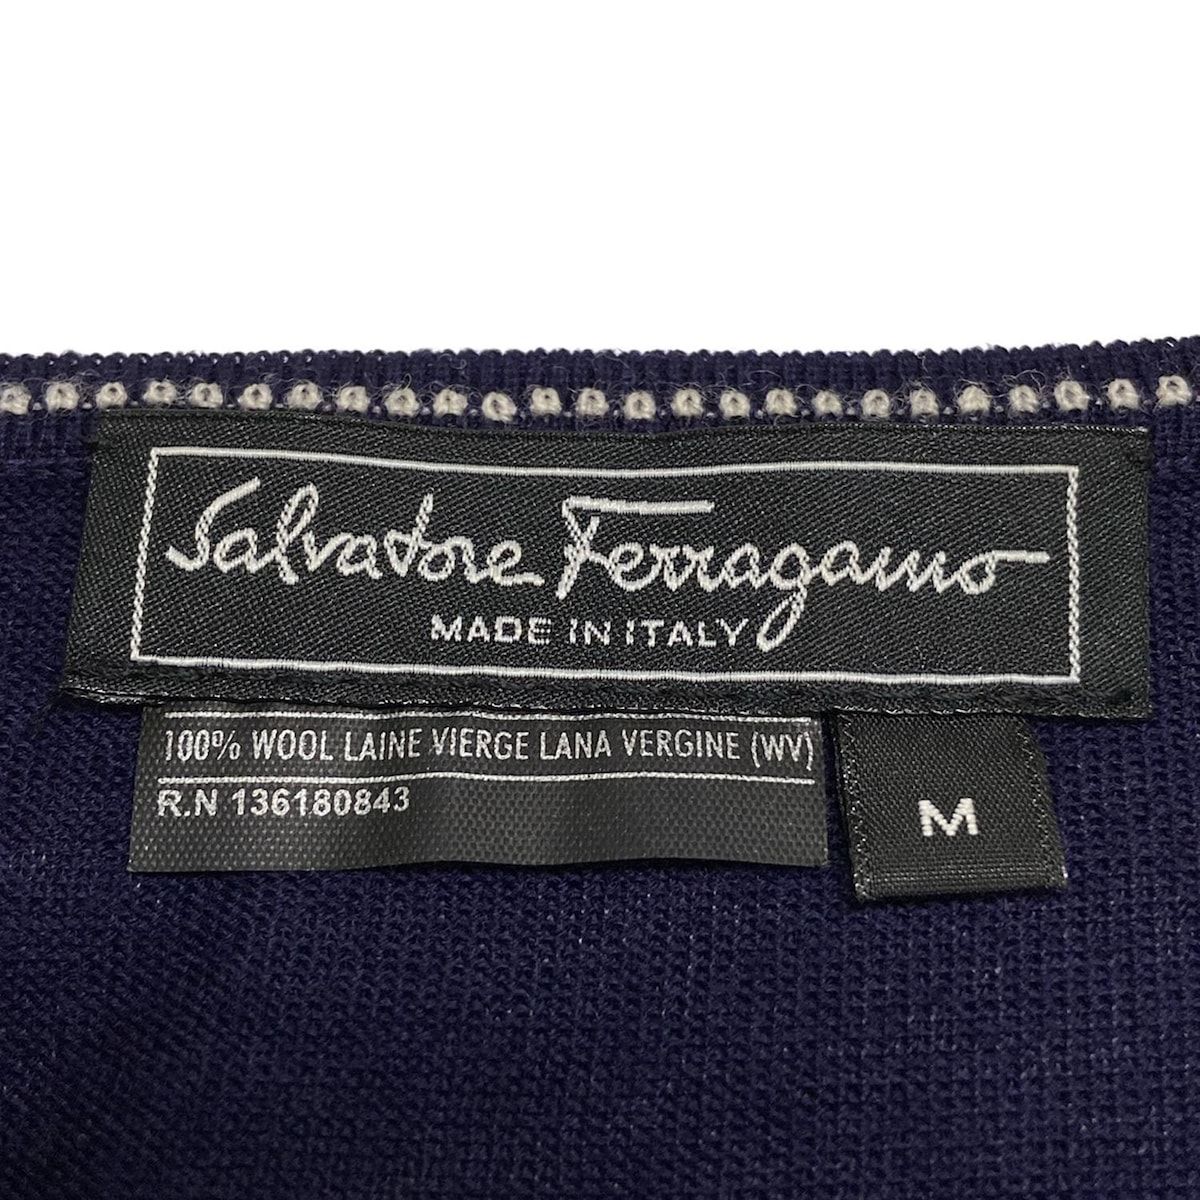 Salvatore Ferragamo
MADE IN ITALY
100% WOOL LAINE VIERGE LANA VERGINE (WV)
R.N 136180843
M